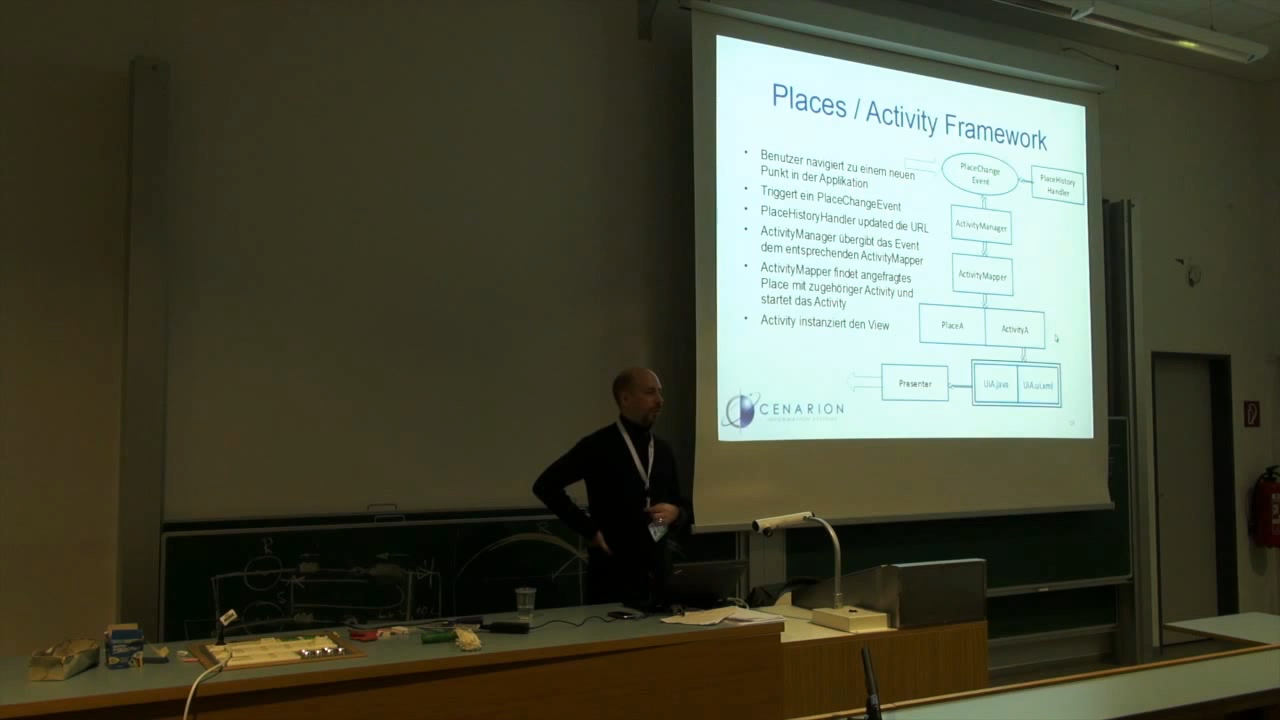 Places / Activity Framework
Benutzer navigiert zu einem neuen
Punkt in der Applikation
Triggert ein PlaceChangeEvent
PlaceHistoryHandler updated die URL
ActivityManager übergibt das Event
dem entsprechenden ActivityMapper
ActivityMapper findet angefragtes
Place mit zugehöriger Activity und
startet das Activity
Activity instanziert den View
PlaceChange
Event
PlaceHistory
Handler
ActivityManager
ActivityMapper
PlaceA
ActivityA
Presenter
UiA.java
UiA.ui.xml
CENARION
R